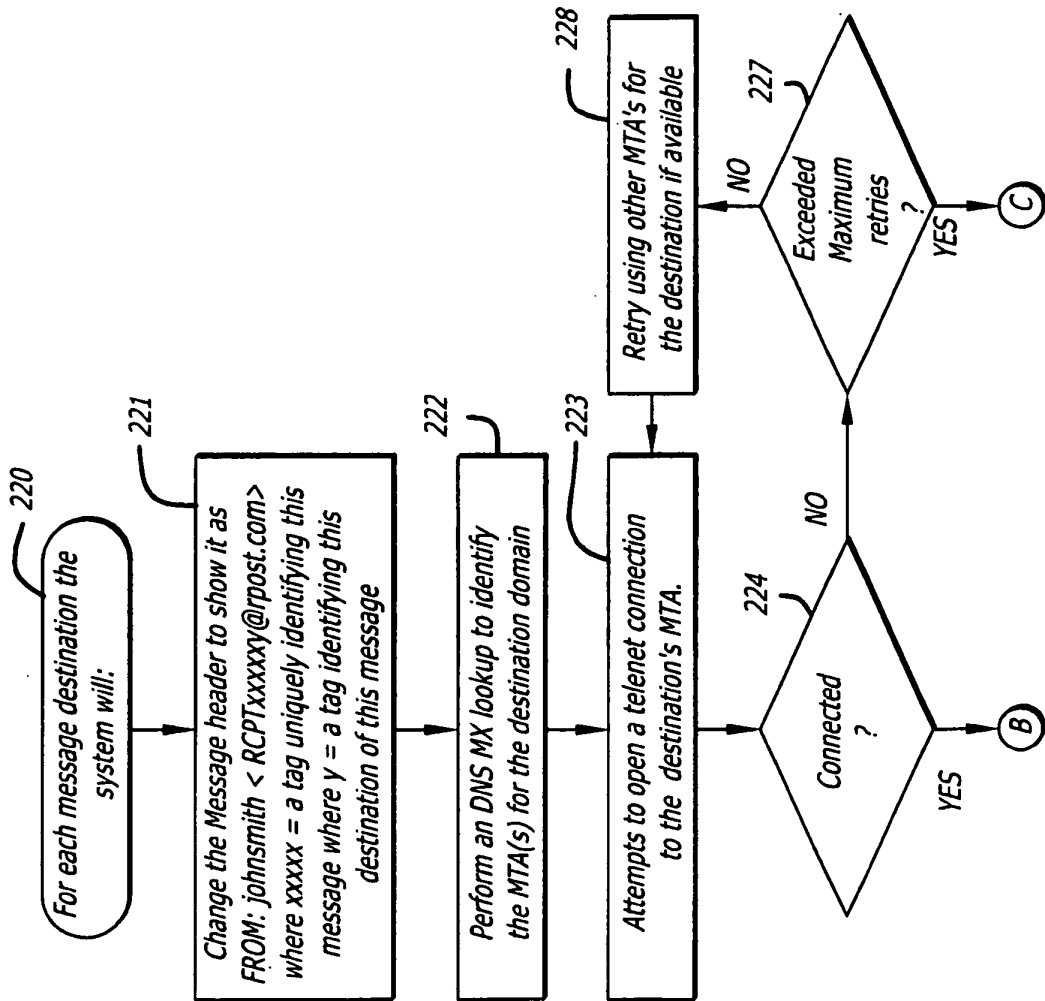 220
For each message destination the
system will:
221
Change the Message header to show it as
FROM: johnsmith < RCPTxxxxxy@rpost.com>
where xxxxx = a tag uniquely identifying this
message where y = a tag identifying this
destination of this message
222
Perform an DNS MX lookup to identify
the MTA(s) for the destination domain
223
Attempts to open a telenet connection
to the destination's MTA.
224
Connected
?
YES
B
NO
228
Retry using other MTA's for
the destination if available
NO
227
Exceeded
Maximum
retries
?
YES
C